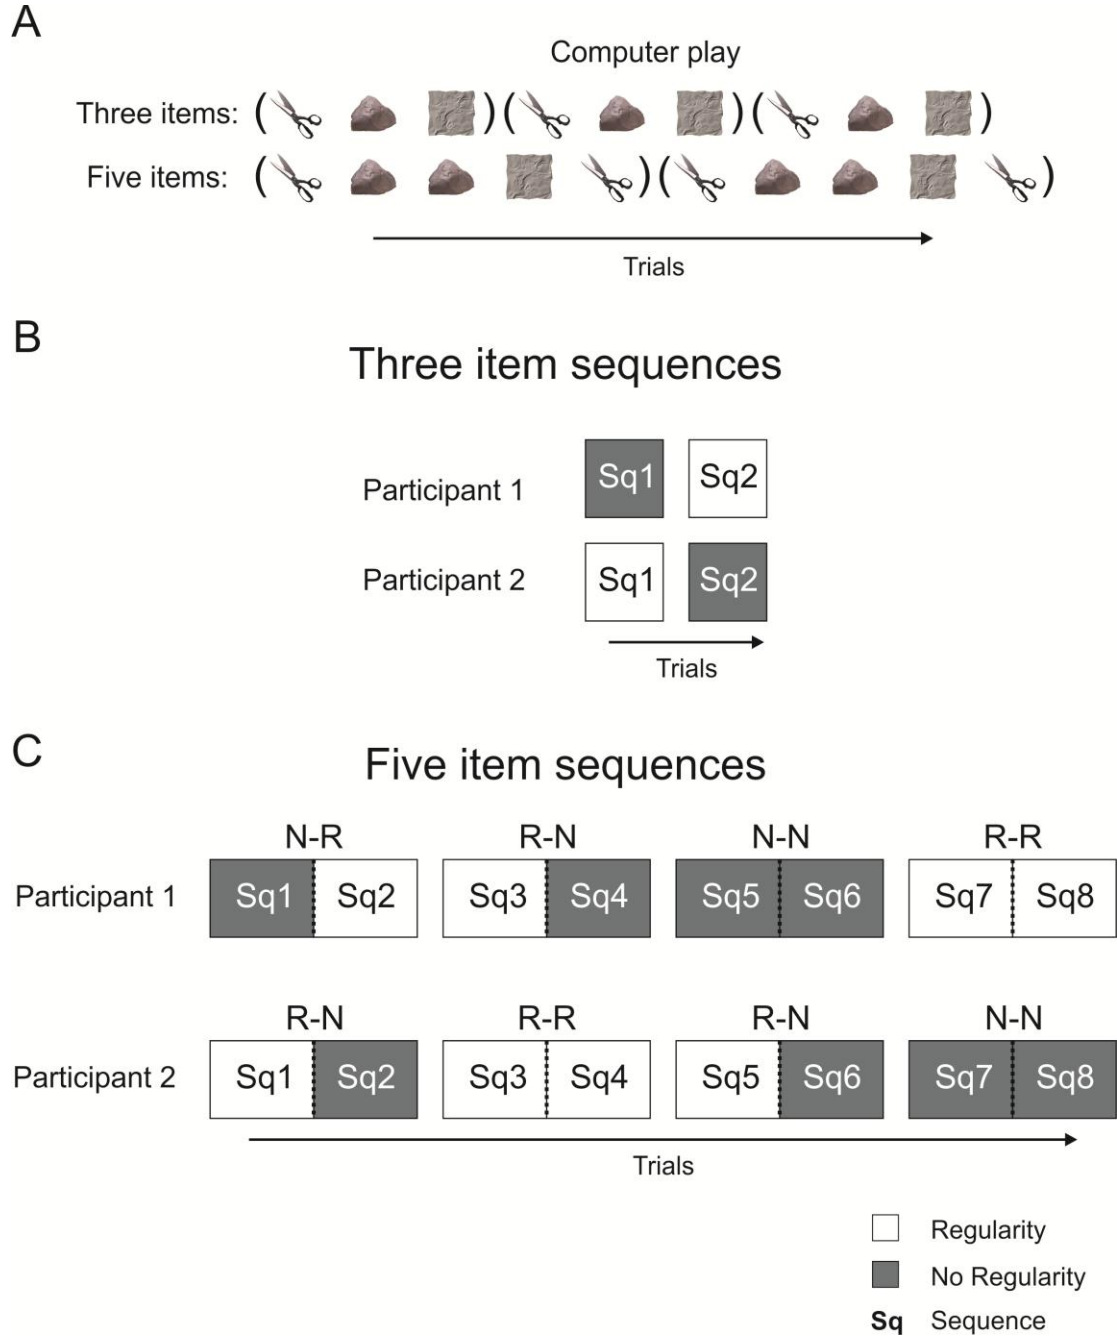 A
Computer play
Three items: ( ) ( ) ( )
Five items: ( ) ( )
Trials
B
Three item sequences
Participant 1 Sq1 Sq2
Participant 2 Sq1 Sq2
Trials
C
Five item sequences
N-R R-N N-N R-R
Participant 1 Sq1 Sq2 Sq3 Sq4 Sq5 Sq6 Sq7 Sq8
R-N R-R R-N N-N
Participant 2 Sq1 Sq2 Sq3 Sq4 Sq5 Sq6 Sq7 Sq8
Trials
Regularity
No Regularity
Sq Sequence